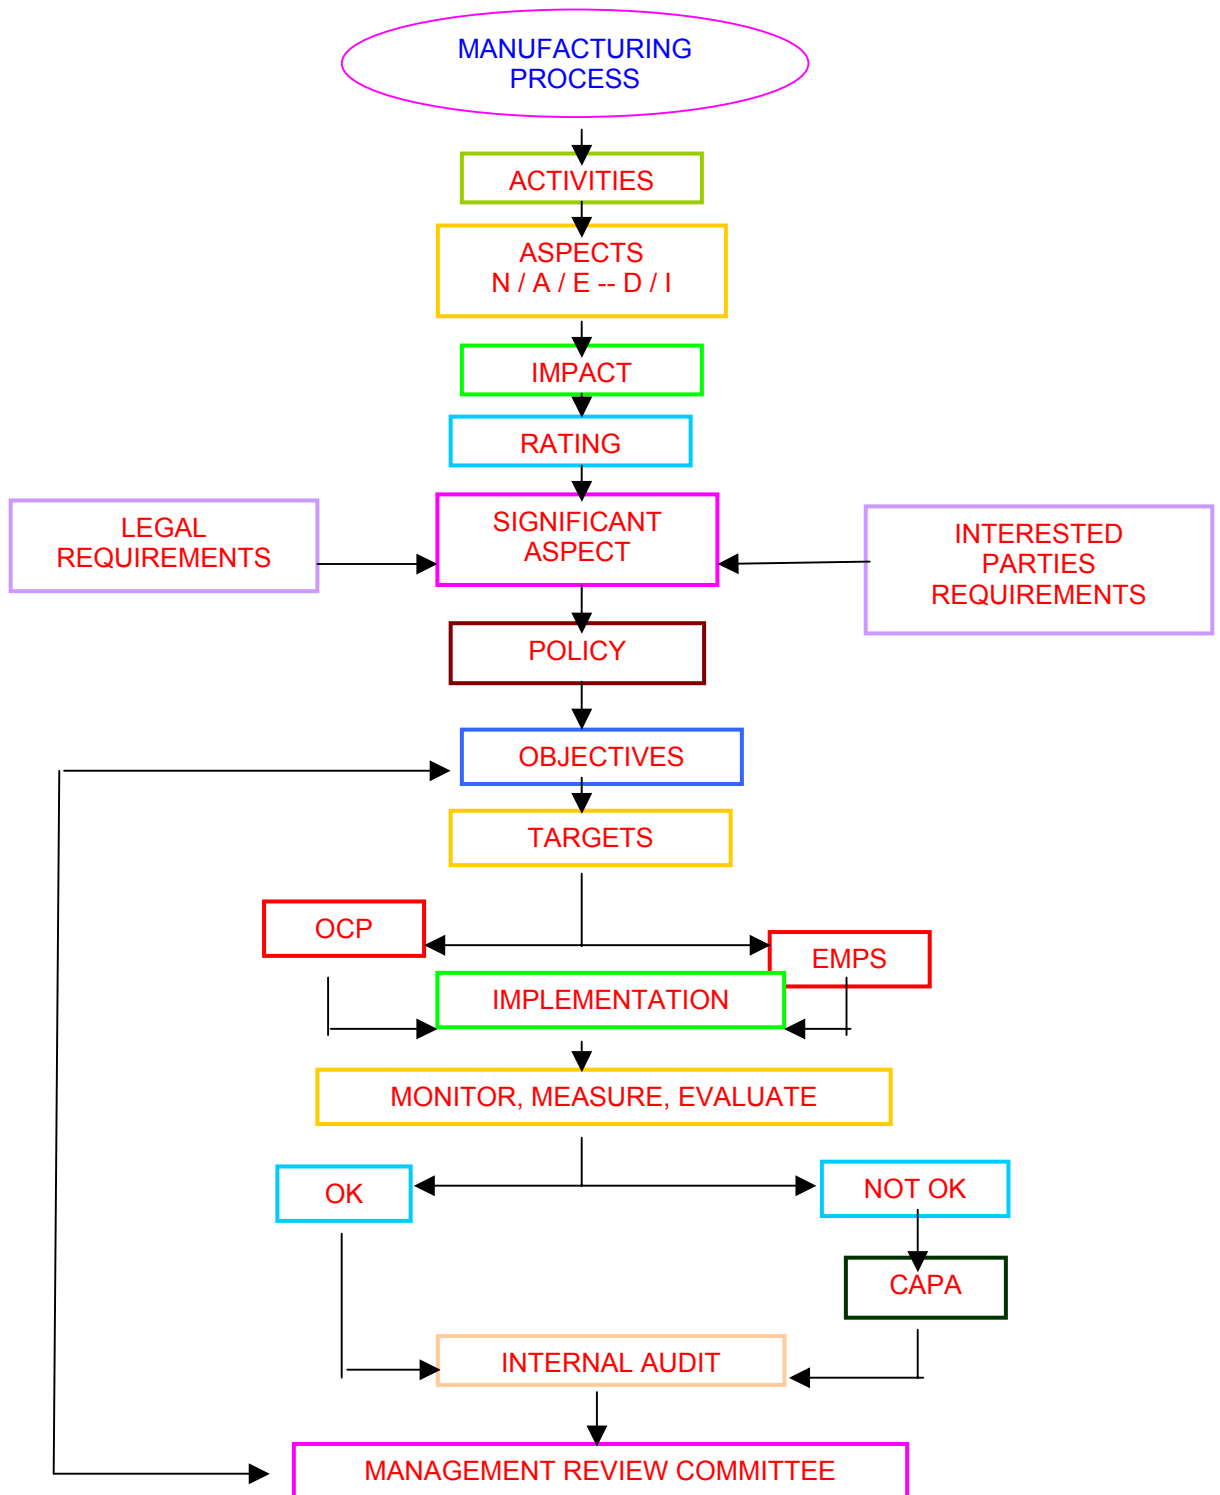 MANUFACTURING
PROCESS
ACTIVITIES
ASPECTS
N / A / E -- D / I
IMPACT
RATING
LEGAL
REQUIREMENTS
SIGNIFICANT
ASPECT
INTERESTED
PARTIES
REQUIREMENTS
POLICY
OBJECTIVES
TARGETS
OCP
EMPS
IMPLEMENTATION
MONITOR, MEASURE, EVALUATE
OK
NOT OK
CAPA
INTERNAL AUDIT
MANAGEMENT REVIEW COMMITTEE